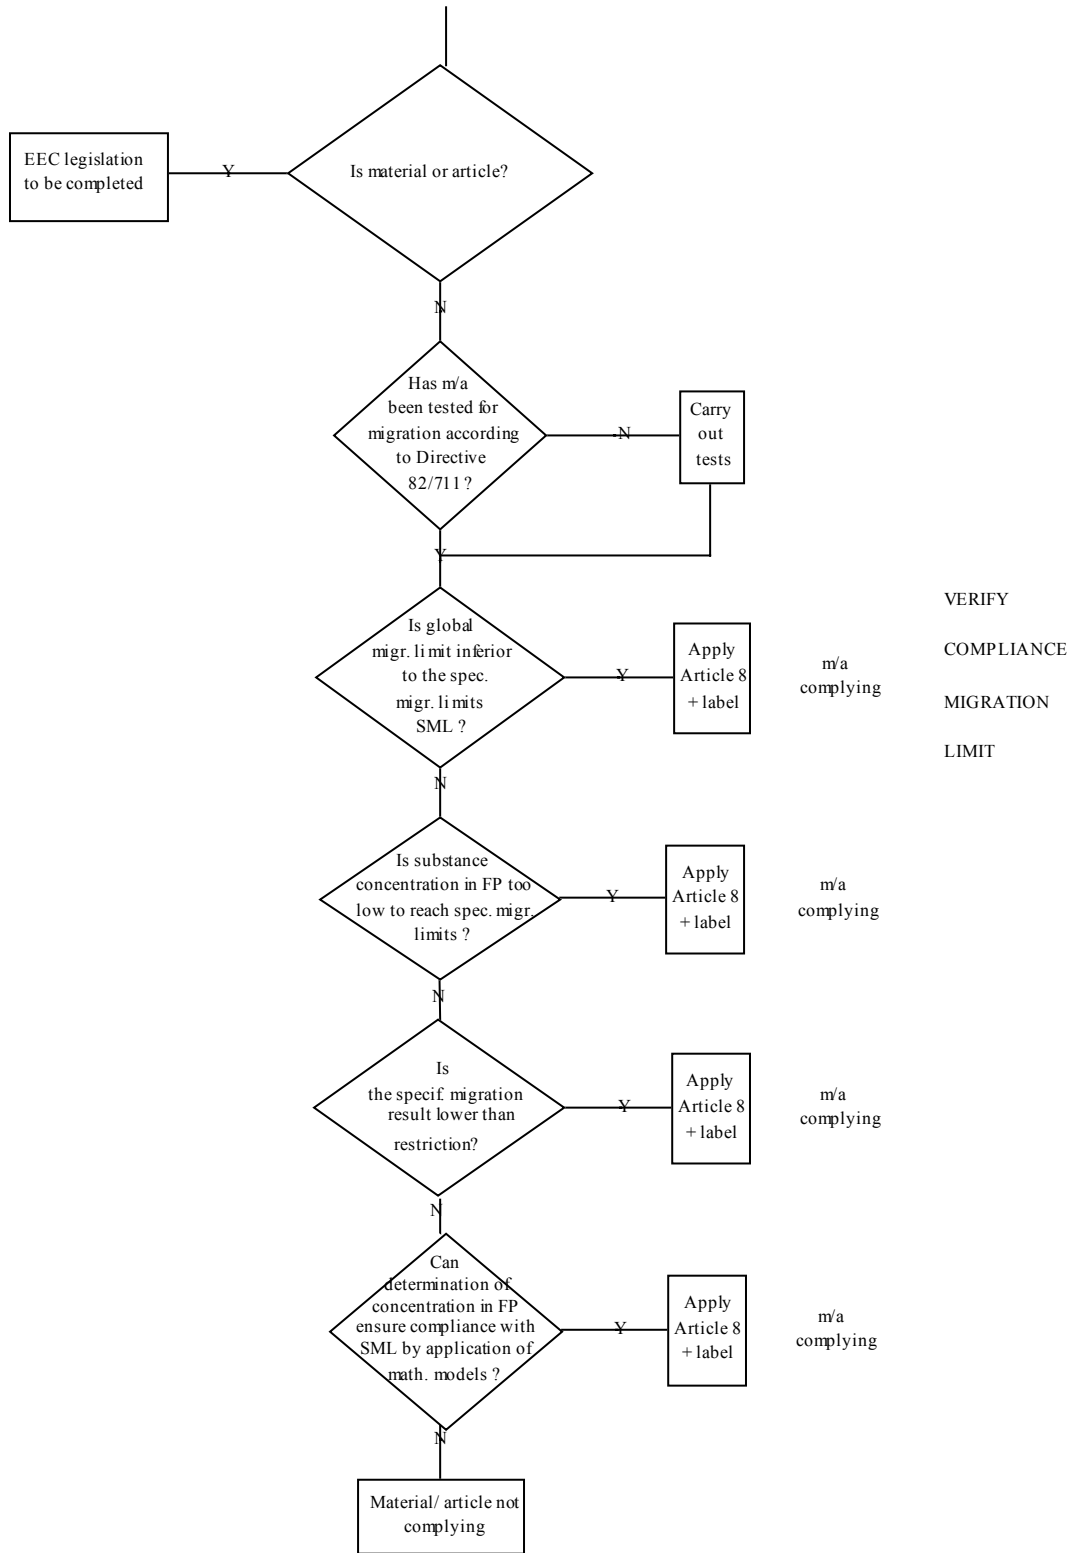 EEC legislation
to be completed
Y
Is material or article?
N
Has m/a
been tested for
migration according
to Directive
82/711 ?
N
Carry
out
tests
Y
Is global
migr. limit inferior
to the spec.
migr. limits
SML ?
Y
Apply
Article 8
+ label
m/a
complying
VERIFY
COMPLIANCE
MIGRATION
LIMIT
N
Is substance
concentration in FP too
low to reach spec. migr.
limits ?
Y
Apply
Article 8
+ label
m/a
complying
N
Is
the specif. migration
result lower than
restriction?
Y
Apply
Article 8
+ label
m/a
complying
N
Can
determination of
concentration in FP
ensure compliance with
SML by application of
math. models ?
Y
Apply
Article 8
+ label
m/a
complying
N
Material/ article not
complying